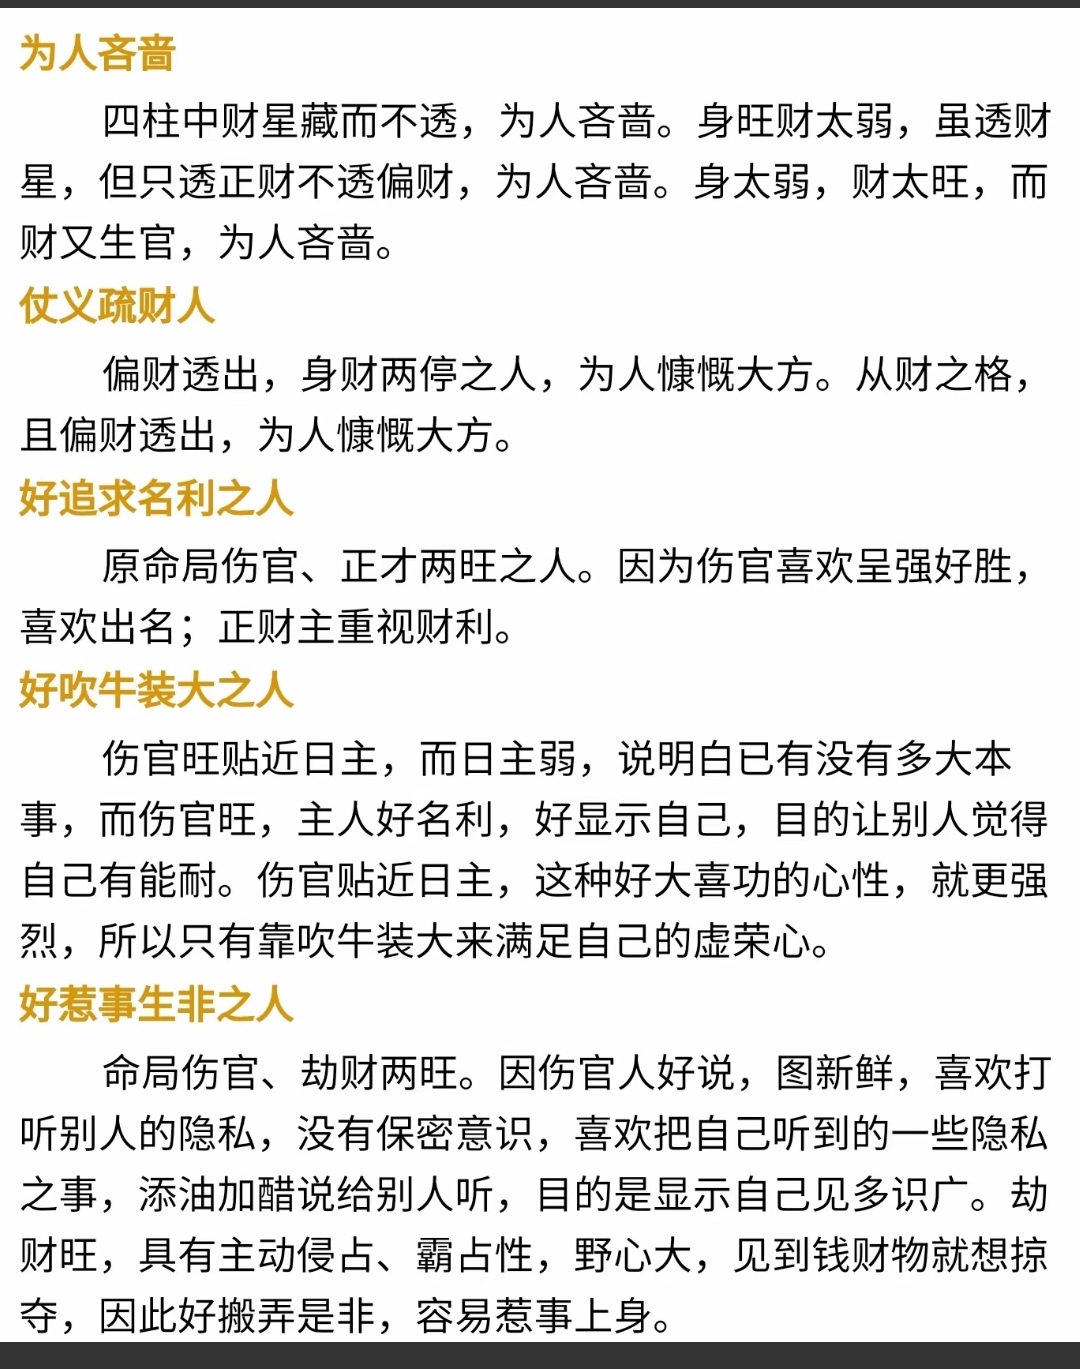 为人吝啬
四柱中财星藏而不透，为人吝啬。身旺财太弱，虽透财
星，但只透正财不透偏财，为人吝啬。身太弱，财太旺，而
财又生官，为人吝啬。
仗义疏财人
偏财透出，身财两停之人，为人慷慨大方。从财之格，
且偏财透出，为人慷慨大方。
好追求名利之人
原命局伤官、正才两旺之人。因为伤官喜欢呈强好胜，
喜欢出名；正财主重视财利。
好吹牛装大之人
伤官旺贴近日主，而日主弱，说明白已有没有多大本
事，而伤官旺，主人好名利，好显示自己，目的让别人觉得
自己有能耐。伤官贴近日主，这种好大喜功的心性，就更强
烈，所以只有靠吹牛装大来满足自己的虚荣心。
好惹事生非之人
命局伤官、劫财两旺。因伤官人好说，图新鲜，喜欢打
听别人的隐私，没有保密意识，喜欢把自己听到的一些隐私
之事，添油加醋说给别人听，目的是显示自己见多识广。劫
财旺，具有主动侵占、霸占性，野心大，见到钱财物就想掠
夺，因此好搬弄是非，容易惹事上身。